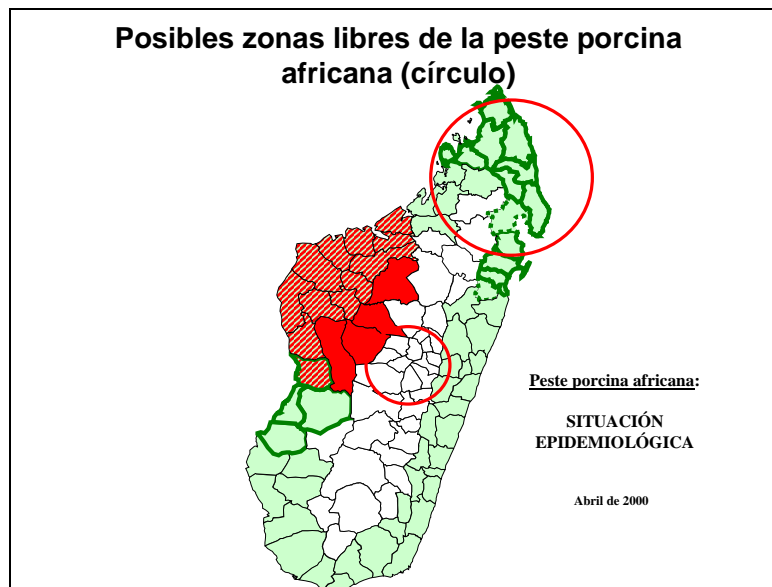 Posibles zonas libres de la peste porcina
africana (círculo)
Peste porcina africana:
SITUACIÓN
EPIDEMIOLÓGICA
Abril de 2000